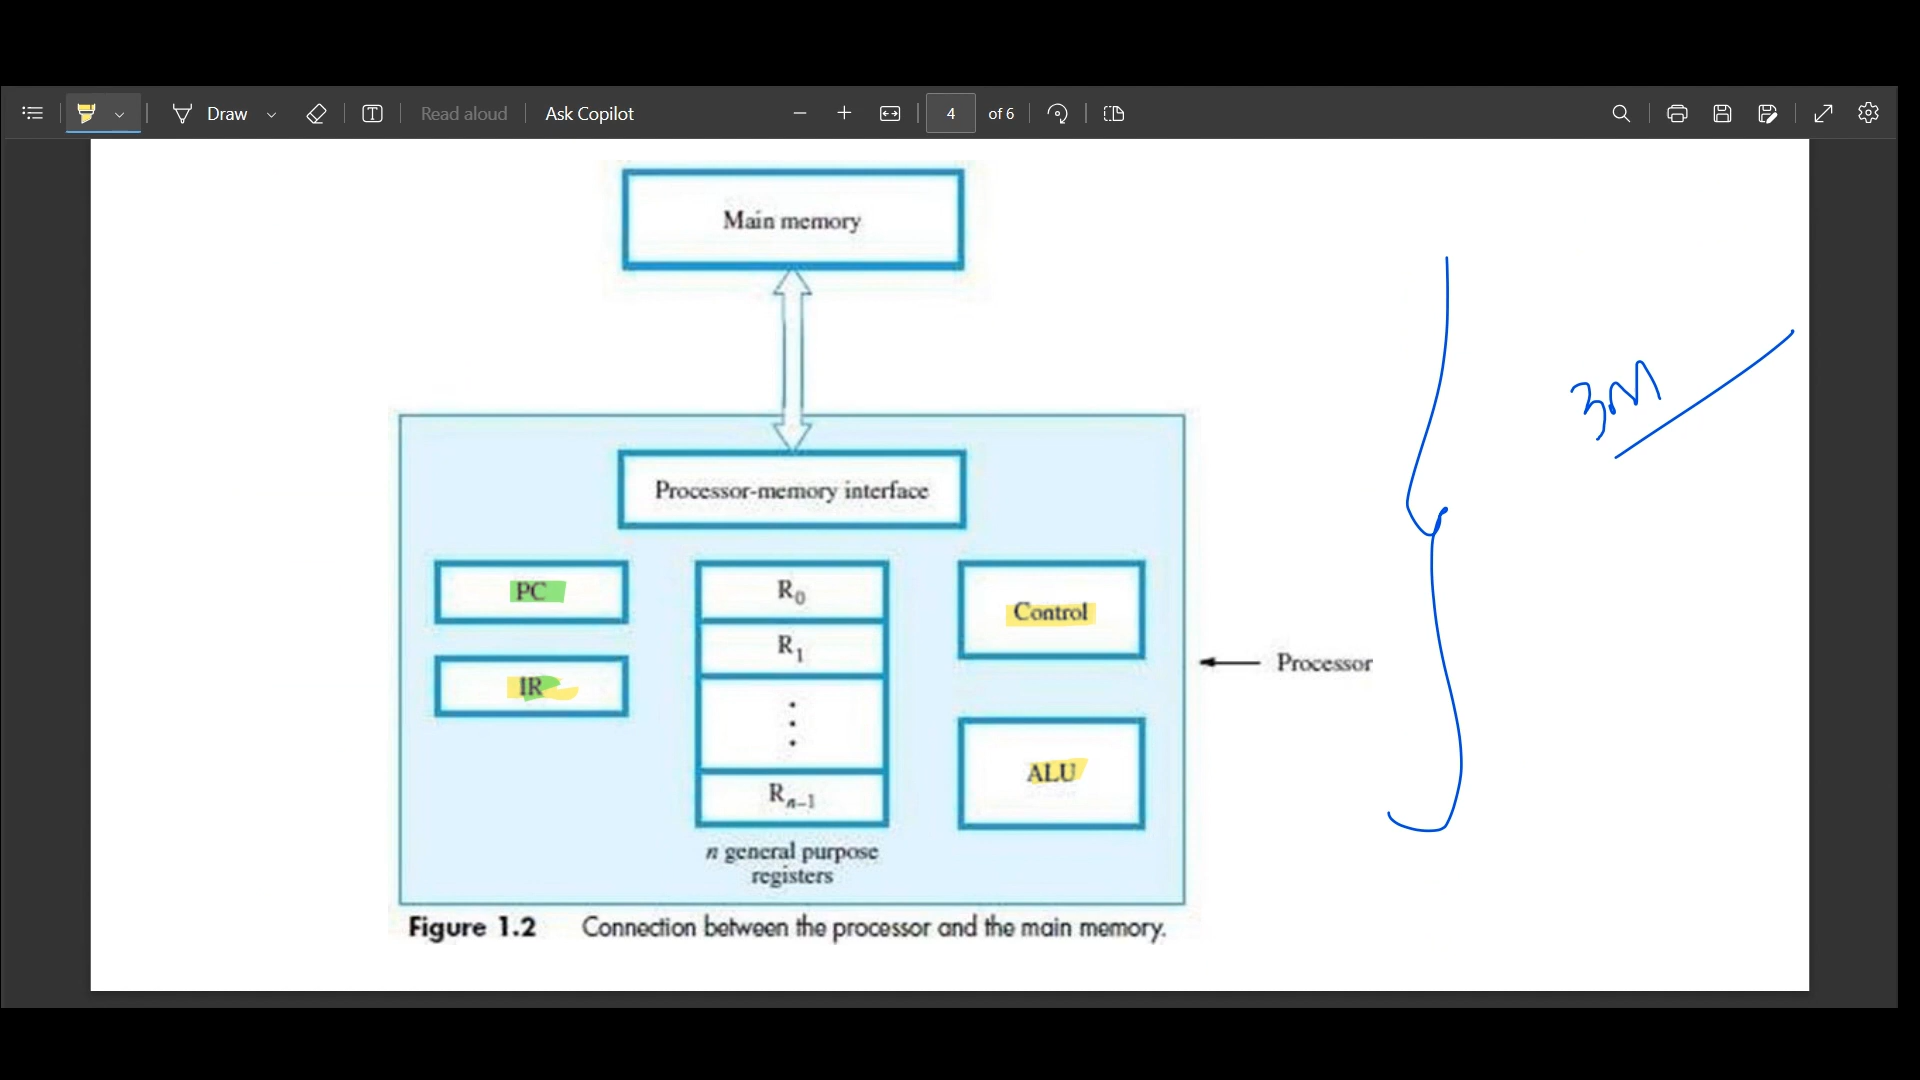 Draw Read aloud Ask Copilot 4 of 6
Main memory
3M
Processor-memory interface
PC
R0
Control
R1
Processor
IR
ALU
Rn–1
n general purpose
registers
Figure 1.2 Connection between the processor and the main memory.